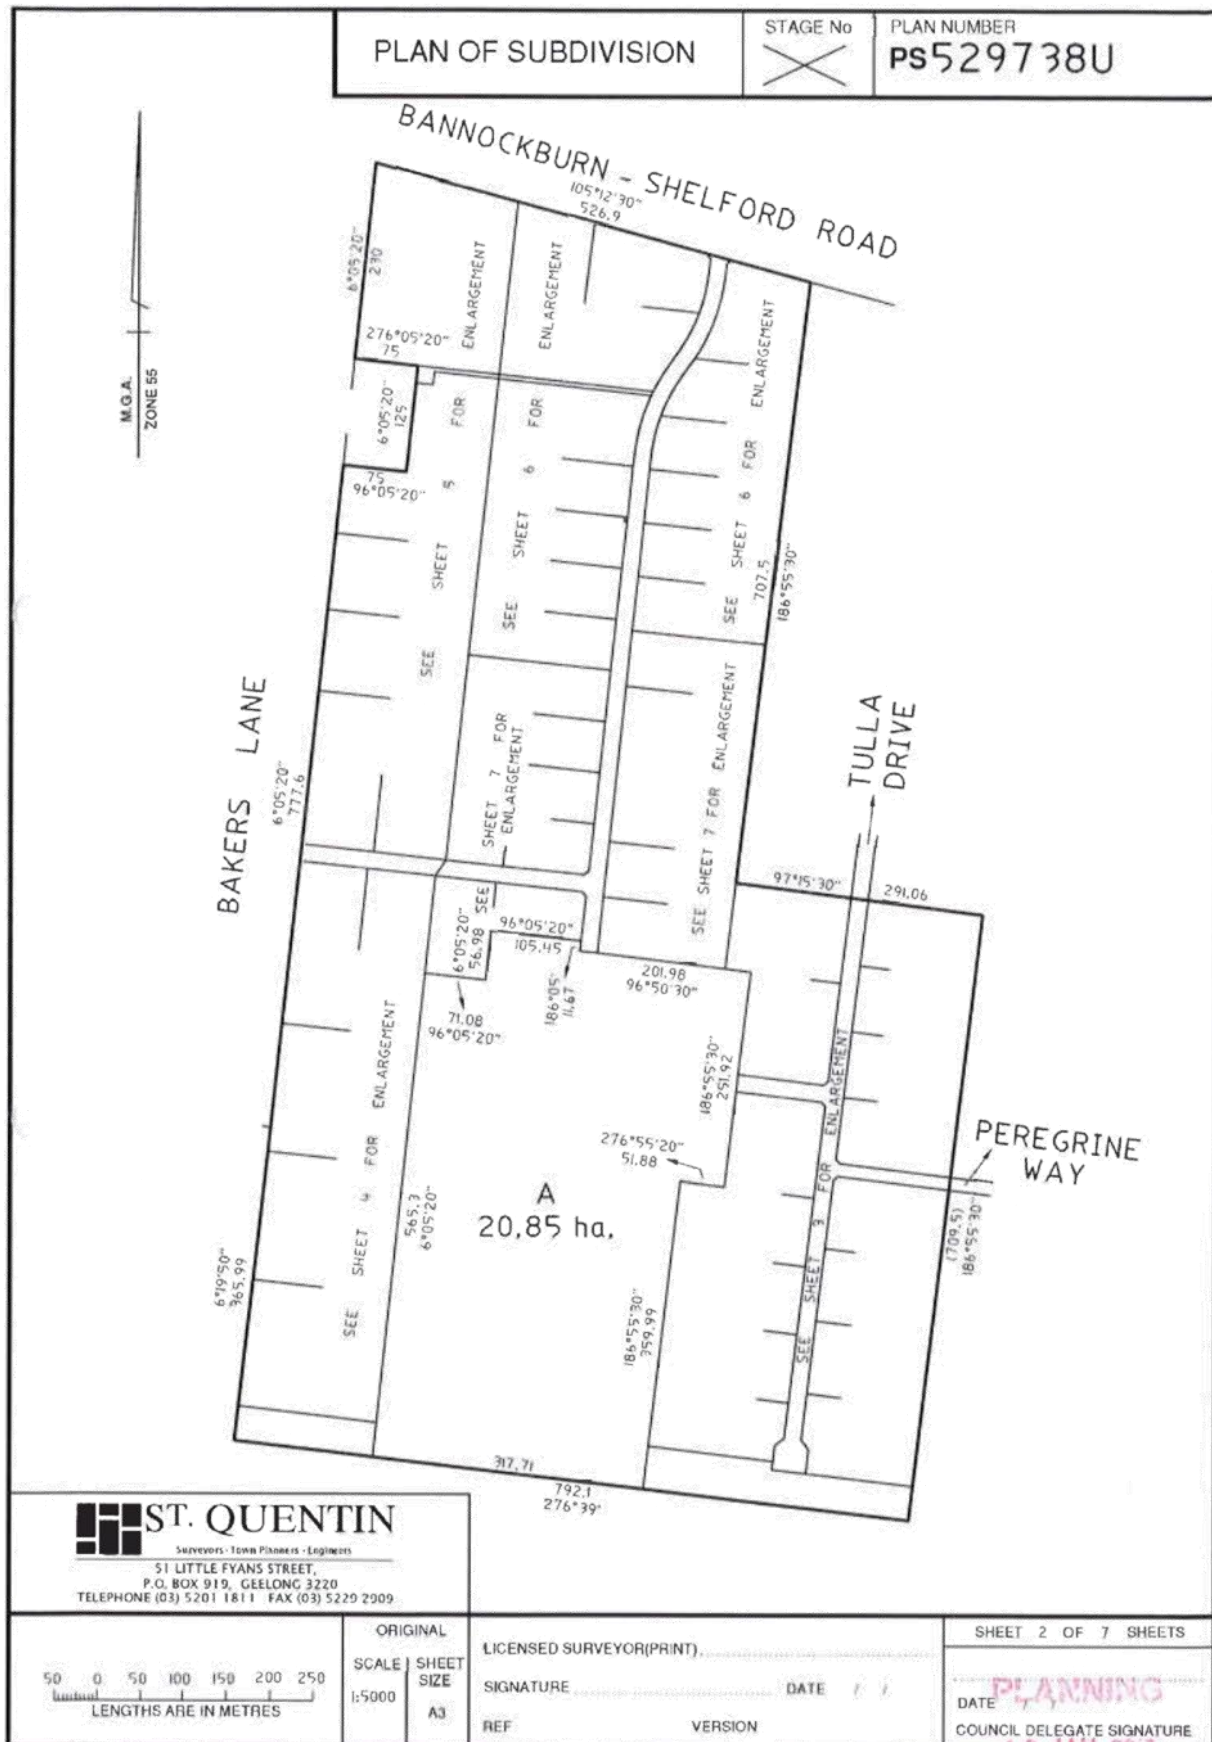 PLAN OF SUBDIVISION
STAGE No
PLAN NUMBER
PS529738U
BANNOCKBURN - SHELFORD ROAD
105°12'30"
526.9
M.G.A.
ZONE 55
6°05'20"
230
276°05'20"
75
6°05'20"
125
75
96°05'20"
SEE SHEET 5 FOR ENLARGEMENT
SEE SHEET 6 FOR ENLARGEMENT
SEE SHEET 6 FOR ENLARGEMENT
707.5
186°55'30"
BAKERS LANE
6°05'20"
777.6
SEE SHEET 7 FOR
ENLARGEMENT
SEE SHEET 7 FOR ENLARGEMENT
TULLA
DRIVE
97°15'30"
291.06
96°05'20"
105.45
6°05'20"
56.98
71.08
96°05'20"
186°05'
11.67
201.98
96°50'30"
186°55'30"
251.92
276°55'20"
51.88
A
20.85 ha.
SEE SHEET 4 FOR ENLARGEMENT
565.3
6°05'20"
6°19'50"
365.99
186°55'30"
359.99
SEE SHEET 3 FOR ENLARGEMENT
PEREGRINE
WAY
(709.5)
186°55'30"
317.71
792.1
276°39'
ST. QUENTIN
Surveyors - Town Planners - Engineers
51 LITTLE FYANS STREET,
P.O. BOX 919, GEELONG 3220
TELEPHONE (03) 5201 1811 FAX (03) 5229 2909
50 0 50 100 150 200 250
LENGTHS ARE IN METRES
ORIGINAL
SCALE SHEET
SIZE
1:5000
A3
LICENSED SURVEYOR(PRINT)
SIGNATURE DATE / /
REF VERSION
SHEET 2 OF 7 SHEETS
PLANNING
DATE / /
COUNCIL DELEGATE SIGNATURE